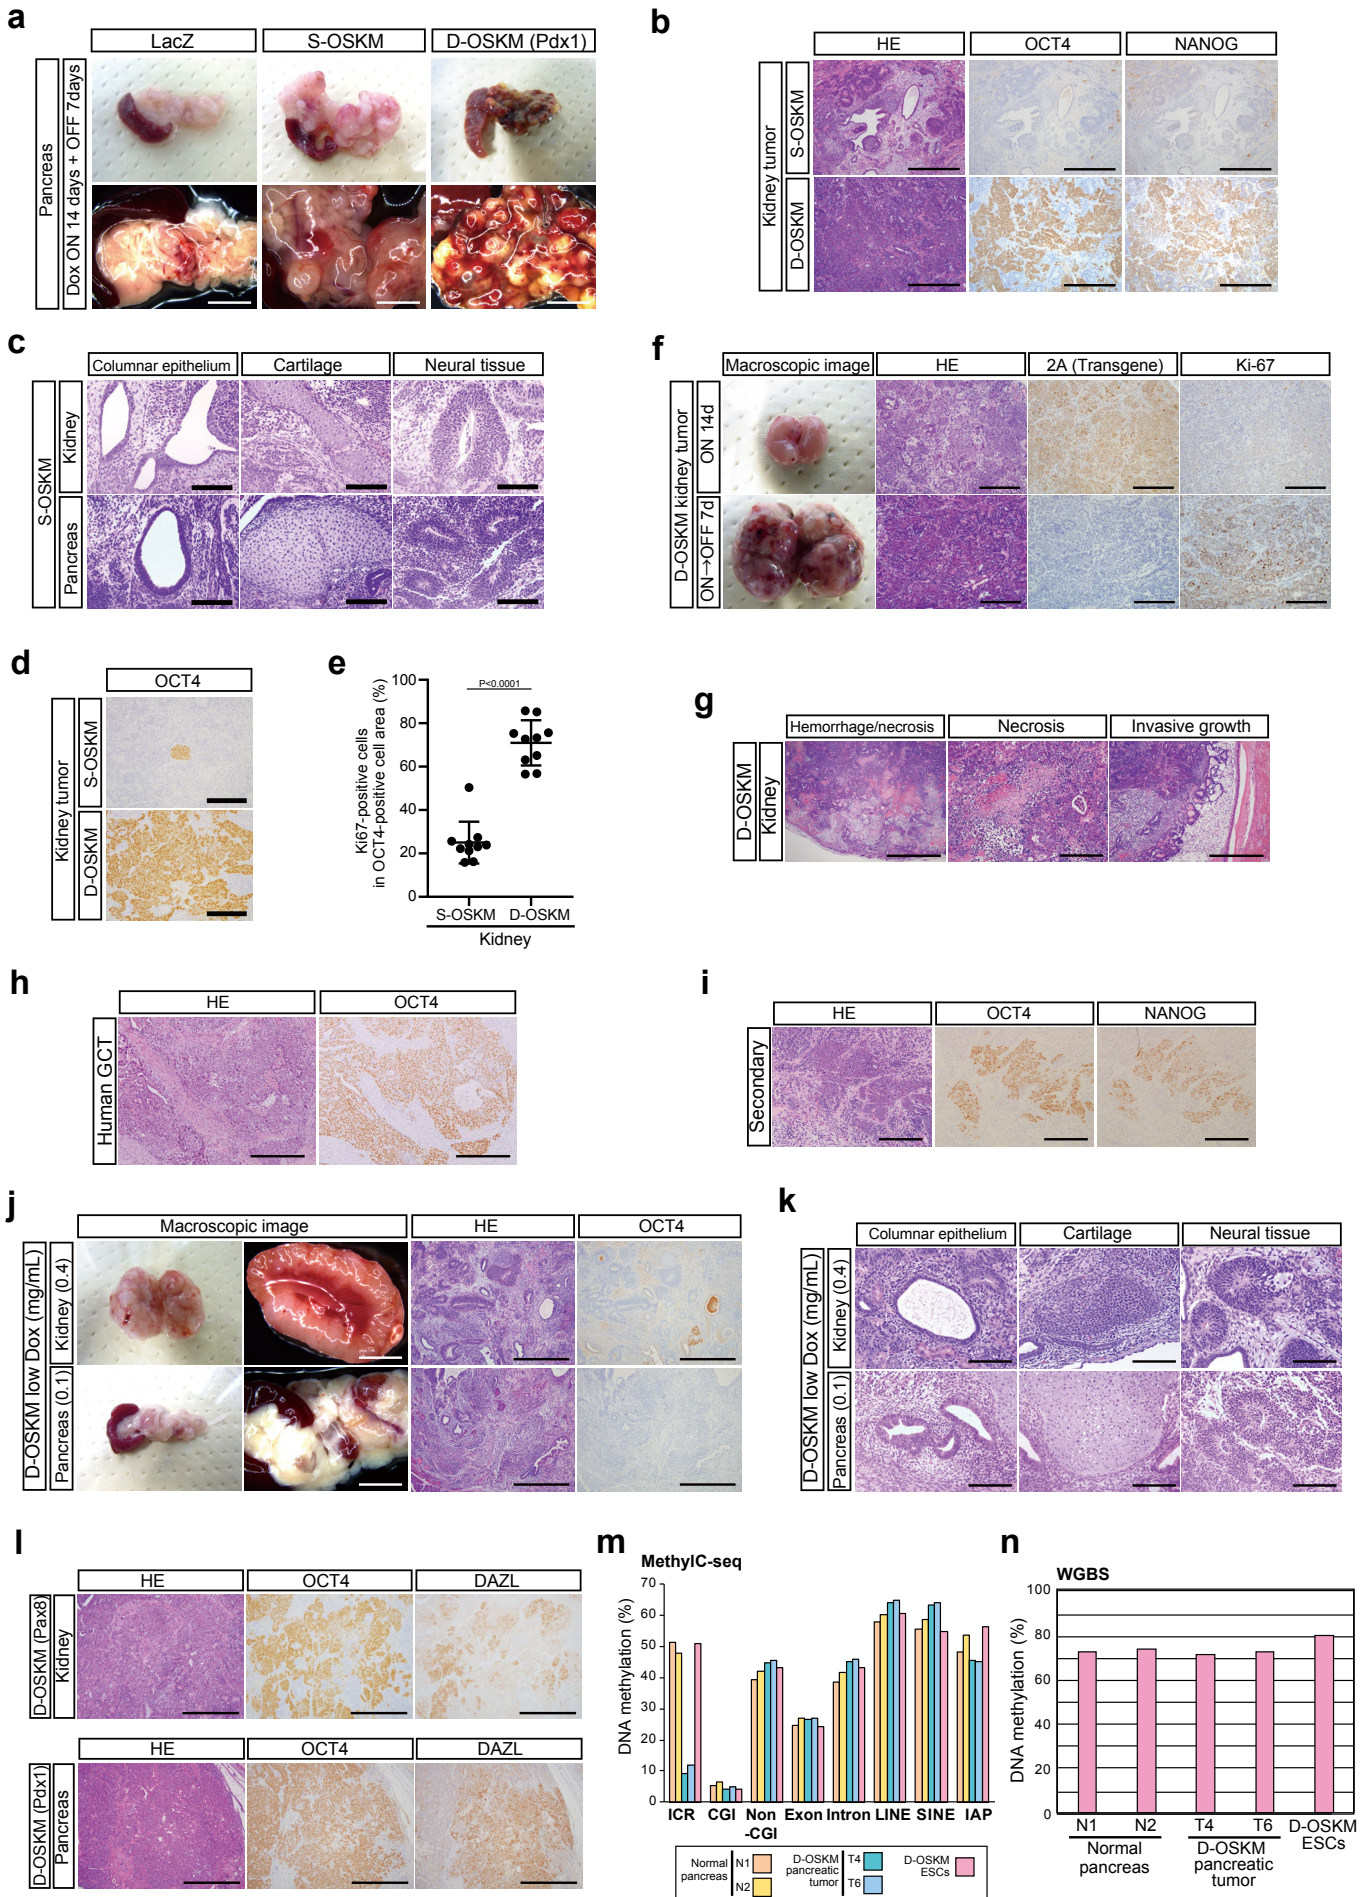 a
LacZ
S-OSKM
D-OSKM (Pdx1)
Pancreas
Dox ON 14 days + OFF 7days
b
HE
OCT4
NANOG
Kidney tumor
S-OSKM
D-OSKM
c
Columnar epithelium
Cartilage
Neural tissue
S-OSKM
Kidney
Pancreas
f
Macroscopic image
HE
2A (Transgene)
Ki-67
D-OSKM kidney tumor
ON 14d
ON→OFF 7d
d
OCT4
Kidney tumor
S-OSKM
D-OSKM
e
Ki67-positive cells
in OCT4-positive cell area (%)
100
80
60
40
20
0
P<0.0001
S-OSKM
D-OSKM
Kidney
g
Hemorrhage/necrosis
Necrosis
Invasive growth
D-OSKM
Kidney
h
HE
OCT4
Human GCT
i
HE
OCT4
NANOG
Secondary
j
Macroscopic image
HE
OCT4
D-OSKM low Dox (mg/mL)
Kidney (0.4)
Pancreas (0.1)
k
Columnar epithelium
Cartilage
Neural tissue
D-OSKM low Dox (mg/mL)
Kidney (0.4)
Pancreas (0.1)
l
HE
OCT4
DAZL
D-OSKM (Pax8)
Kidney
HE
OCT4
DAZL
D-OSKM (Pdx1)
Pancreas
m
MethylC-seq
DNA methylation (%)
70
60
50
40
30
20
10
0
ICR CGI Non-CGI Exon Intron LINE SINE IAP
Normal pancreas
N1
N2
D-OSKM pancreatic tumor
T4
T6
D-OSKM ESCs
n
WGBS
DNA methylation (%)
100
80
60
40
20
0
N1 N2 T4 T6 D-OSKM ESCs
Normal pancreas
D-OSKM pancreatic tumor